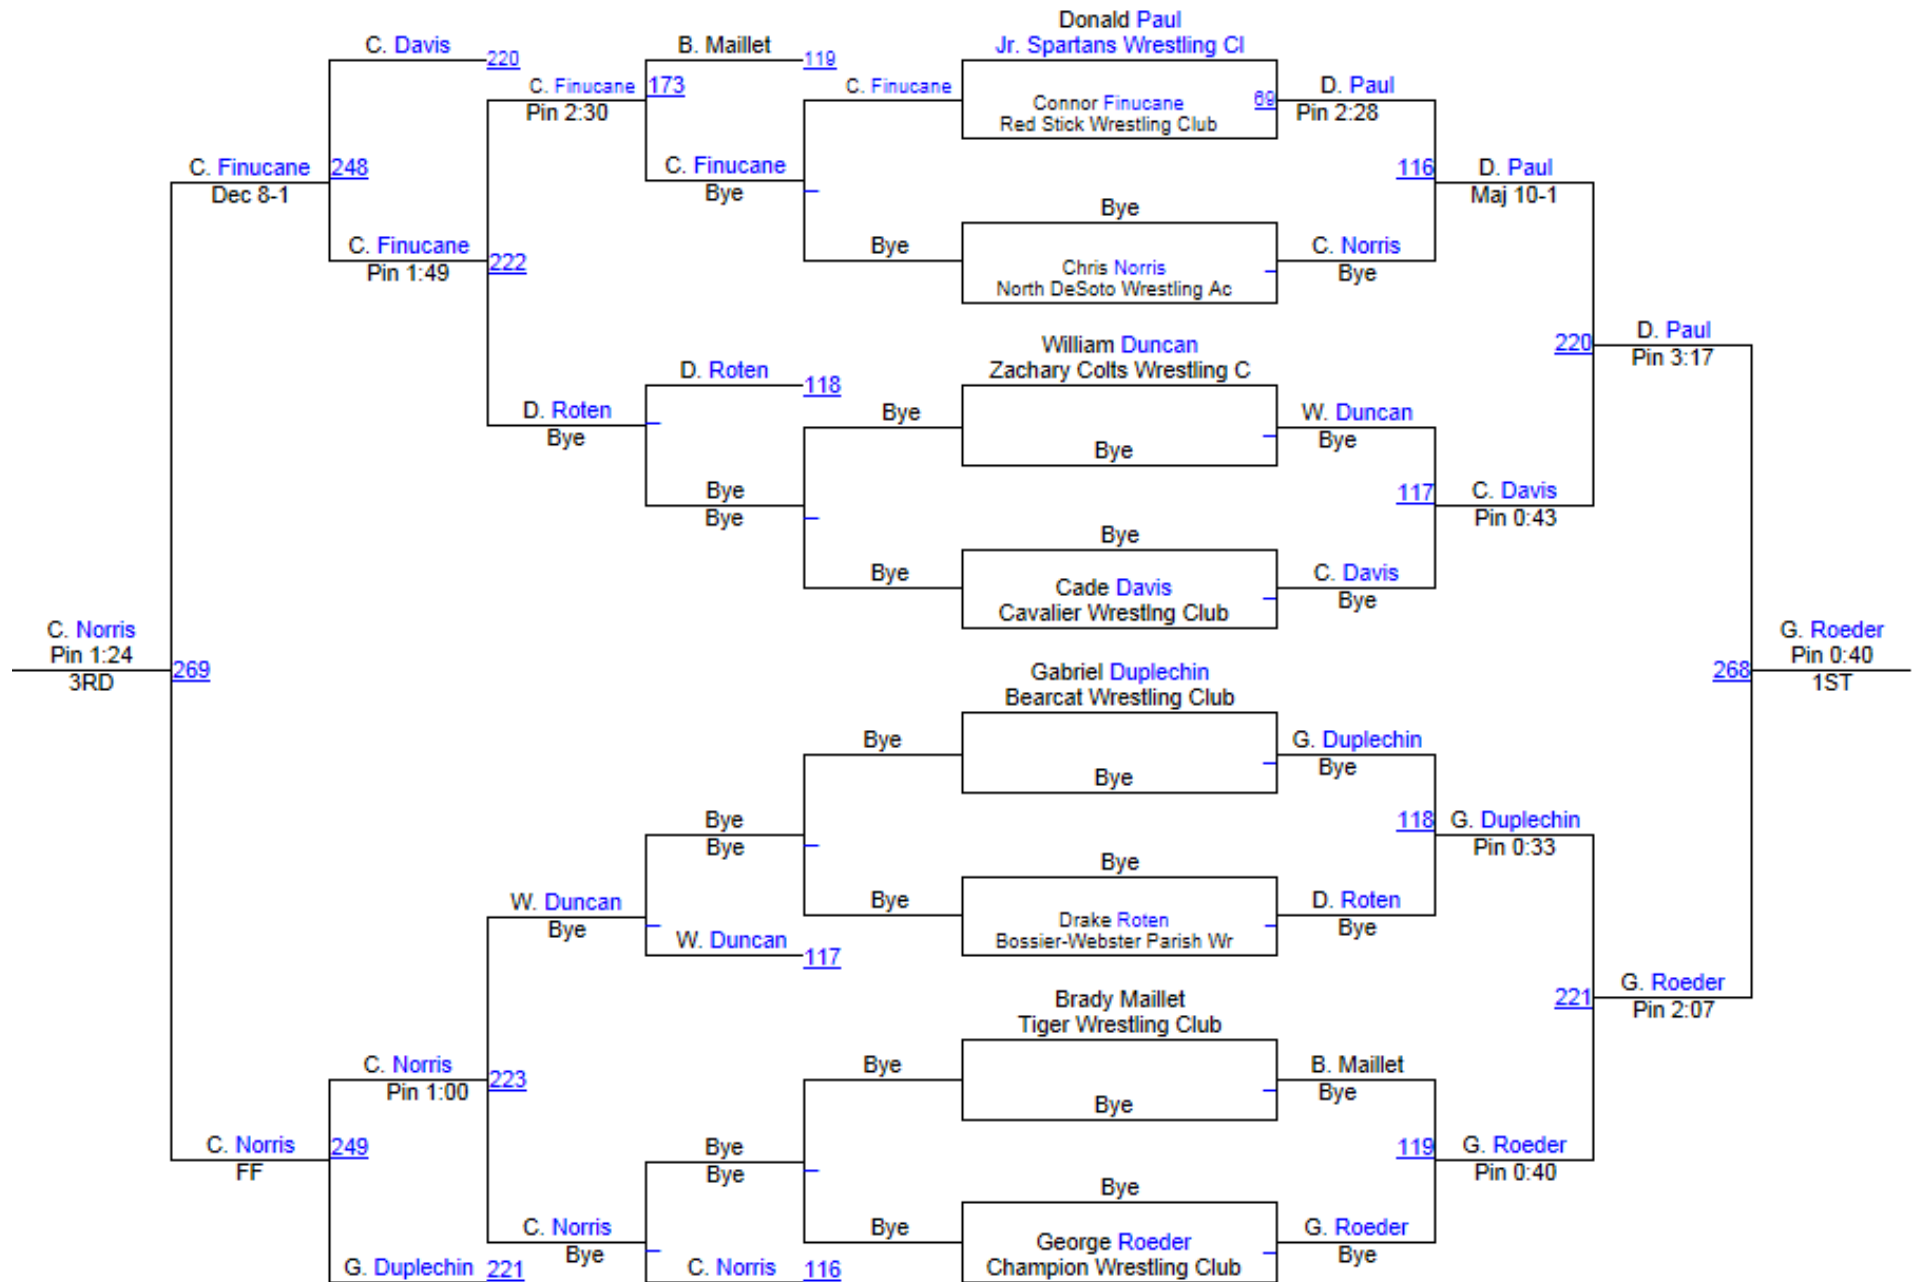 Donald Paul
C. Davis
220
B. Maillet
119
Jr. Spartans Wrestling Cl
C. Finucane
173
C. Finucane
Connor Finucane
69
D. Paul
Pin 2:30
Red Stick Wrestling Club
Pin 2:28
C. Finucane
248
C. Finucane
116
D. Paul
Dec 8-1
Bye
Maj 10-1
Bye
C. Finucane
222
Bye
C. Norris
Pin 1:49
Chris Norris
Bye
North DeSoto Wrestling Ac
William Duncan
220
D. Paul
D. Roten
118
Zachary Colts Wrestling C
Pin 3:17
D. Roten
Bye
W. Duncan
Bye
Bye
Bye
Bye
117
C. Davis
Bye
Pin 0:43
Bye
Bye
Cade Davis
C. Davis
Cavalier Wrestlng Club
Bye
C. Norris
G. Roeder
Pin 1:24
269
Gabriel Duplechin
268
Pin 0:40
3RD
Bearcat Wrestling Club
1ST
Bye
G. Duplechin
Bye
Bye
Bye
118
G. Duplechin
Bye
Bye
Pin 0:33
W. Duncan
Bye
Drake Roten
D. Roten
Bye
W. Duncan
117
Bossier-Webster Parish Wr
Bye
Brady Maillet
221
G. Roeder
Tiger Wrestling Club
Pin 2:07
C. Norris
223
Bye
B. Maillet
Pin 1:00
Bye
Bye
C. Norris
249
Bye
119
G. Roeder
FF
Bye
Pin 0:40
Bye
C. Norris
Bye
George Roeder
G. Roeder
Bye
Bye
G. Duplechin
221
C. Norris
116
Champion Wrestling Club